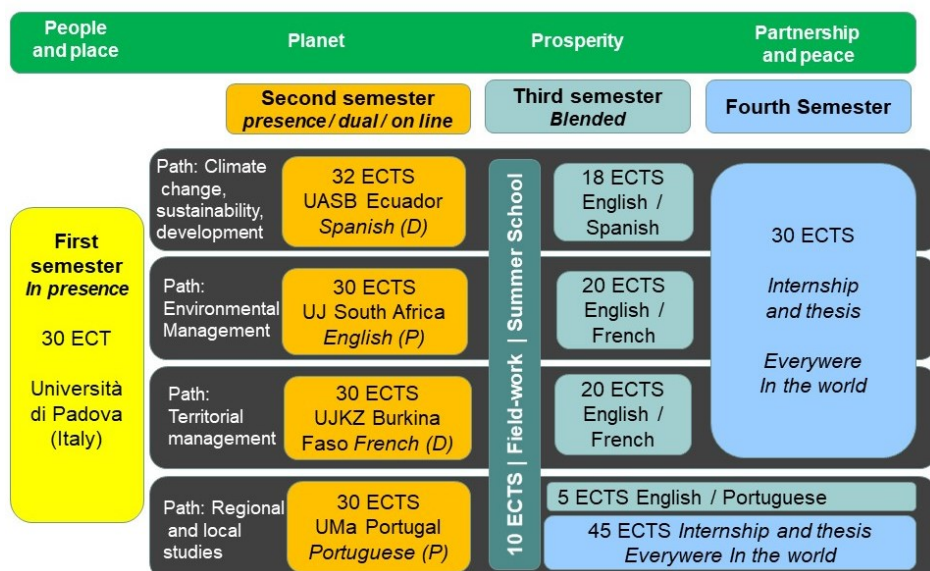 People
and place
Planet
Prosperity
Partnership
and peace
Second semester
presence / dual / on line
Third semester
Blended
Fourth Semester
First
semester
In presence
30 ECT
Università
di Padova
(Italy)
Path: Climate
change,
sustainability,
development
32 ECTS
UASB Ecuador
Spanish (D)
18 ECTS
English /
Spanish
Path:
Environmental
Management
30 ECTS
UJ South Africa
English (P)
20 ECTS
English /
French
Path:
Territorial
management
30 ECTS
UJKZ Burkina
Faso French (D)
20 ECTS
English /
French
Path: Regional
and local
studies
30 ECTS
UMa Portugal
Portuguese (P)
10 ECTS | Field-work | Summer School
30 ECTS
Internship
and thesis
Everywere
In the world
5 ECTS English / Portuguese
45 ECTS Internship and thesis
Everywere In the world